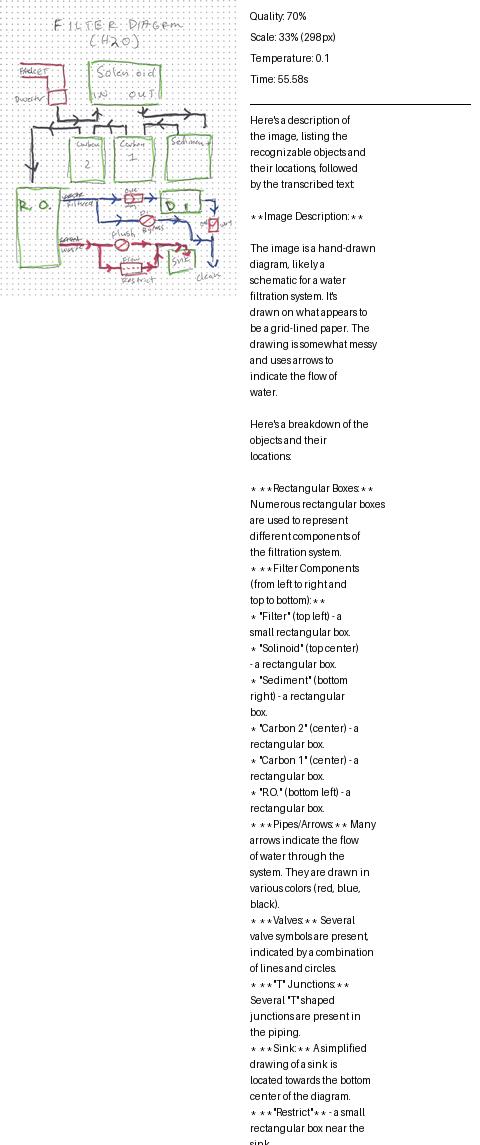 FILTER DIAGRAM
(H2O)
FAUCET
Solenoid
IN OUT
Carbon
2
Carbon
1
Sediment
R.O.
Filtered
D.I.
DI
Bypass
Flush
waste
Flow
Restrict
Sink
Clean
Quality: 70%
Scale: 33% (298px)
Temperature: 0.1
Time: 55.58s
Here's a description of
the image, listing the
recognizable objects and
their locations, followed
by the transcribed text:
**Image Description:**
The image is a hand-drawn
diagram, likely a
schematic for a water
filtration system. It's
drawn on what appears to
be a grid-lined paper. The
drawing is somewhat messy
and uses arrows to
indicate the flow of
water.
Here's a breakdown of the
objects and their
locations:
* **Rectangular Boxes:**
Numerous rectangular boxes
are used to represent
different components of
the filtration system.
* **Filter Components
(from left to right and
top to bottom):**
* "Filter" (top left) - a
small rectangular box.
* "Solinoid" (top center)
- a rectangular box.
* "Sediment" (bottom
right) - a rectangular
box.
* "Carbon 2" (center) - a
rectangular box.
* "Carbon 1" (center) - a
rectangular box.
* "R.O." (bottom left) - a
rectangular box.
* **Pipes/Arrows:** Many
arrows indicate the flow
of water through the
system. They are drawn in
various colors (red, blue,
black).
* **Valves:** Several
valve symbols are present,
indicated by a combination
of lines and circles.
* **"T" Junctions:**
Several "T" shaped
junctions are present in
the piping.
* **Sink:** A simplified
drawing of a sink is
located towards the bottom
center of the diagram.
* **"Restrict"** - a small
rectangular box near the
sink.